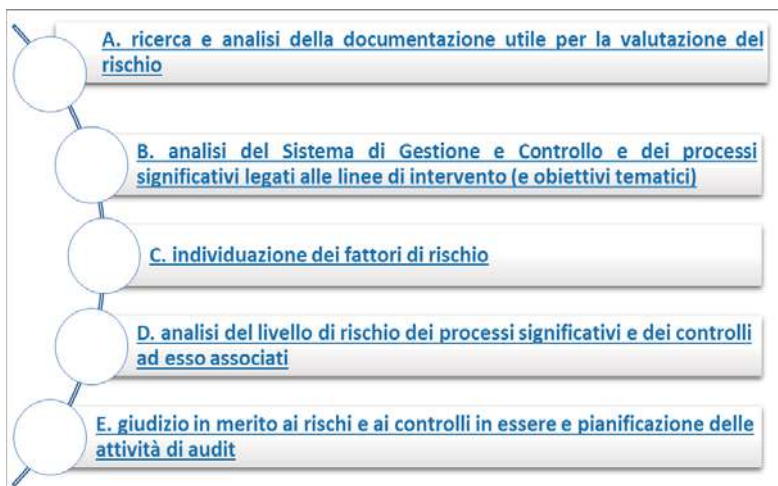 A. ricerca e analisi della documentazione utile per la valutazione del
rischio
B. analisi del Sistema di Gestione e Controllo e dei processi
significativi legati alle linee di intervento (e obiettivi tematici)
C. individuazione dei fattori di rischio
D. analisi del livello di rischio dei processi significativi e dei controlli
ad esso associati
E. giudizio in merito ai rischi e ai controlli in essere e pianificazione delle
attività di audit